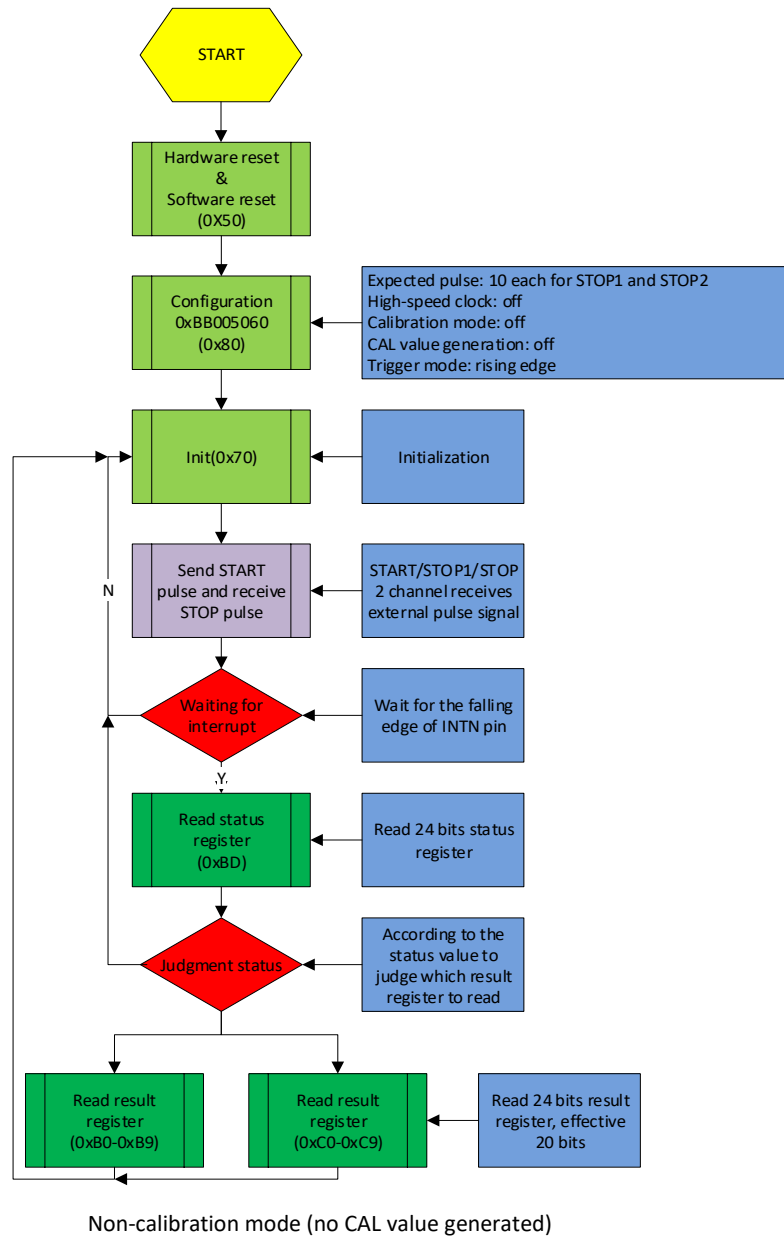 START
Hardware reset
&
Software reset
(0X50)
Configuration
0xBB005060
(0x80)
Expected pulse: 10 each for STOP1 and STOP2
High-speed clock: off
Calibration mode: off
CAL value generation: off
Trigger mode: rising edge
Init(0x70)
Initialization
N
Send START
pulse and receive
STOP pulse
START/STOP1/STOP
2 channel receives
external pulse signal
Waiting for
interrupt
Wait for the falling
edge of INTN pin
Y
Read status
register
(0xBD)
Read 24 bits status
register
Judgment status
According to the
status value to
judge which result
register to read
Read result
register
(0xB0-0xB9)
Read result
register
(0xC0-0xC9)
Read 24 bits result
register, effective
20 bits
Non-calibration mode (no CAL value generated)